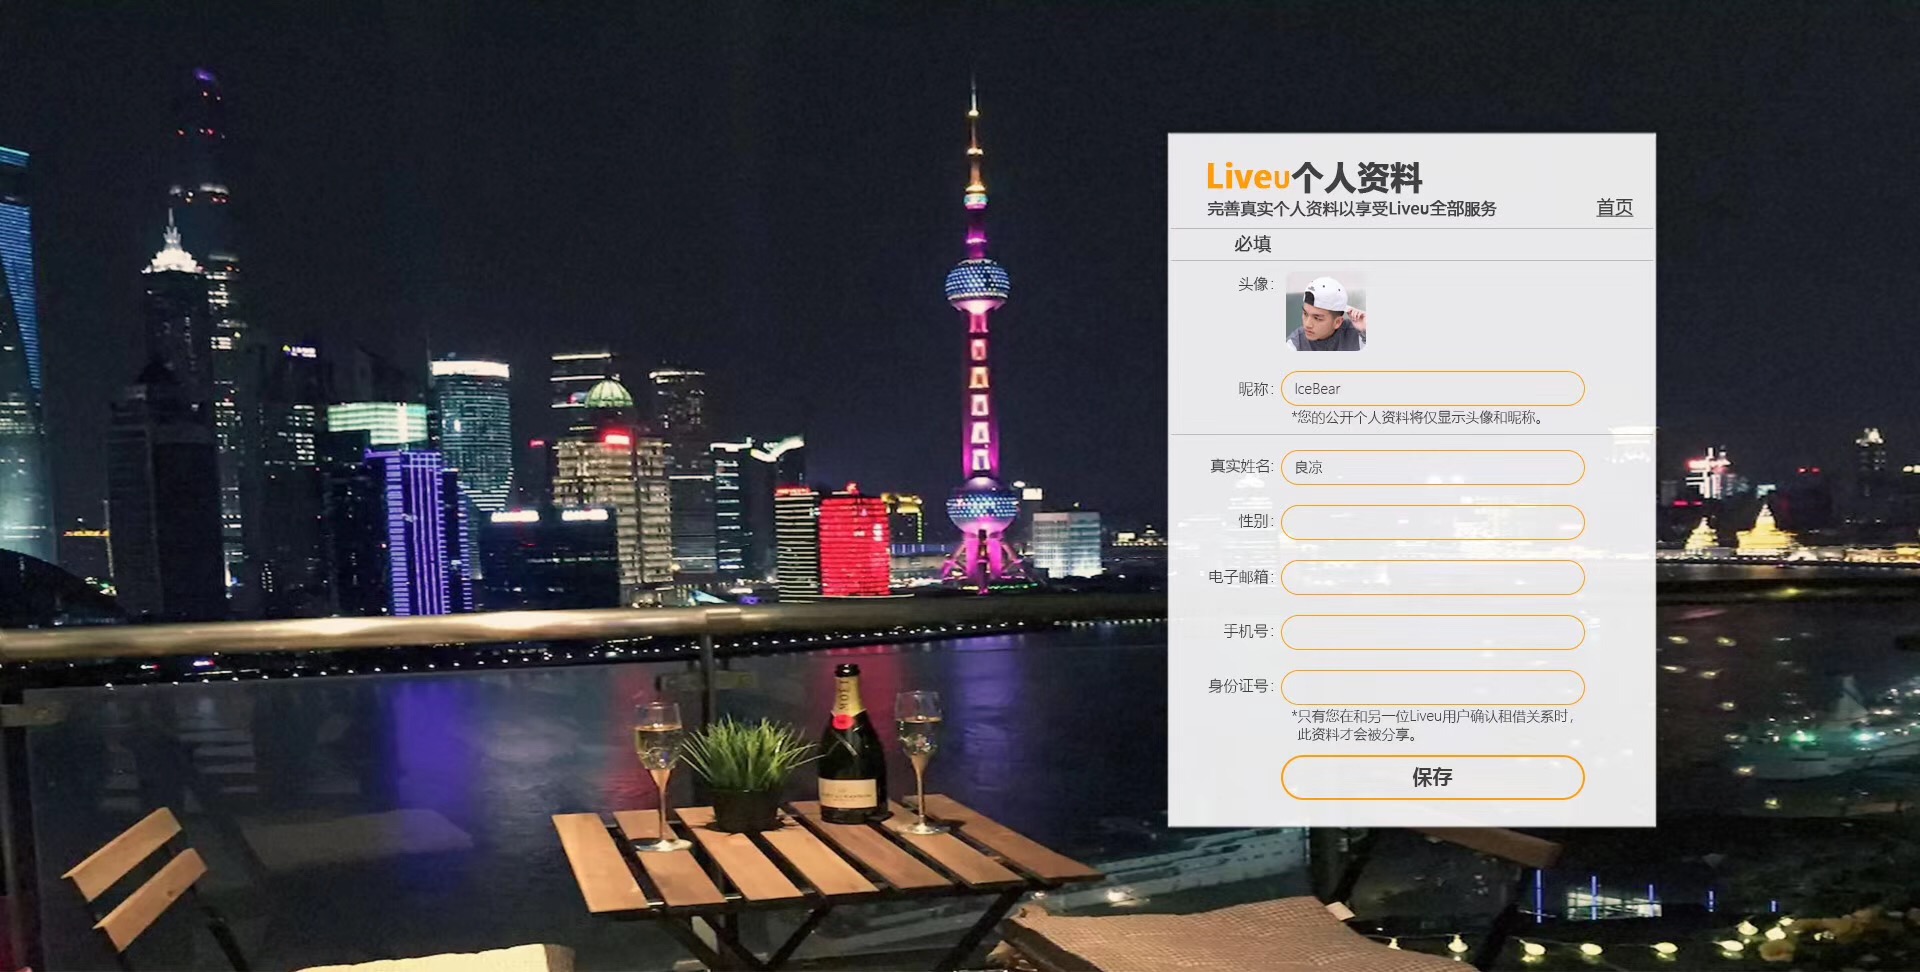 Liveu个人资料
完善真实个人资料以享受Liveu全部服务
首页
必填
头像:
昵称: IceBear
*您的公开个人资料将仅显示头像和昵称。
真实姓名: 良凉
性别:
电子邮箱:
手机号:
身份证号:
*只有您在和另一位Liveu用户确认租借关系时，
此资料才会被分享。
保存
MOËT